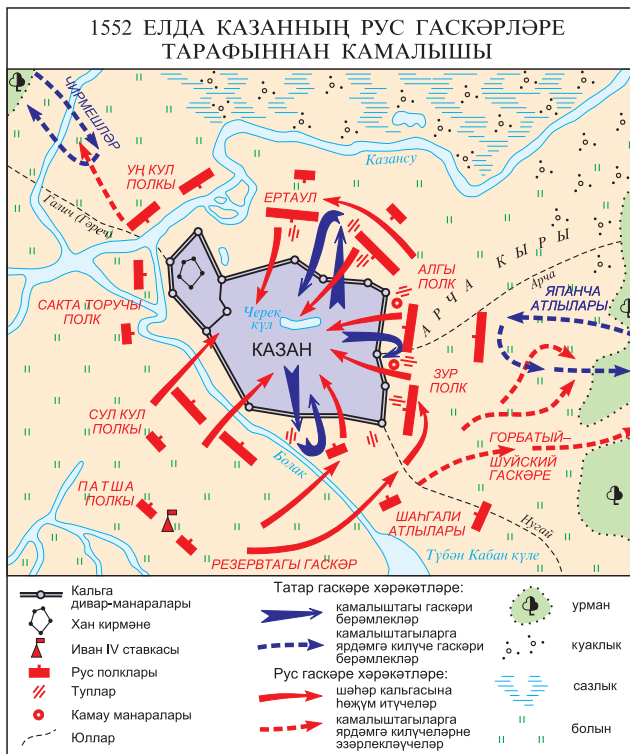 1552 ЕЛДА КАЗАННЫҢ РУС ГАСКӘРЛӘРЕ
ТАРАФЫННАН КАМАЛЫШЫ
ЧИРМЕШЛӘР
УҢ КУЛ
ПОЛКЫ
Казансу
ЕРТАУЛ
Галич (Гәреч)
АРЧА КЫРЫ
АЛГЫ
ПОЛК
Арча
ЯПАНЧА
АТЛЫЛАРЫ
САКТА ТОРУЧЫ
ПОЛК
Черек
күл
КАЗАН
ЗУР
ПОЛК
СУЛ КУЛ
ПОЛКЫ
ГОРБАТЫЙ–
ШУЙСКИЙ
ГАСКӘРЕ
Болак
ПАТША
ПОЛКЫ
ШАҺГАЛИ
АТЛЫЛАРЫ
Нугай
Түбән Кабан күле
РЕЗЕРВТАГЫ ГАСКӘР
Кальга
дивар-манаралары
Хан кирмәне
Иван IV ставкасы
Рус полклары
Туплар
Камау манаралары
Юллар
Татар гаскәре хәрәкәтләре:
камалыштагы гаскәри
берәмлекләр
камалыштагыларга
ярдәмгә килүче гаскәри
берәмлекләр
Рус гаскәре хәрәкәтләре:
шәһәр кальгасына
һөҗүм итүчеләр
камалыштагыларга
ярдәмгә килүчеләрне
эзәрлекләүчеләр
урман
куаклык
сазлык
болын